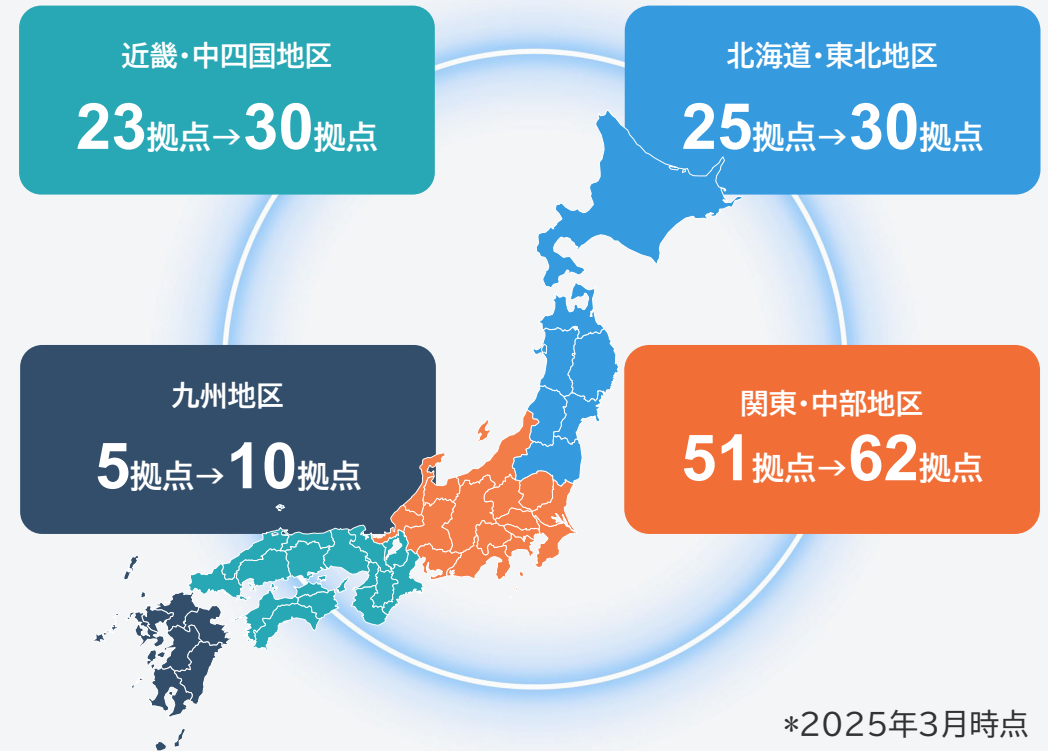 近畿・中四国地区
23拠点→30拠点
北海道・東北地区
25拠点→30拠点
九州地区
5拠点→10拠点
関東・中部地区
51拠点→62拠点
*2025年3月時点